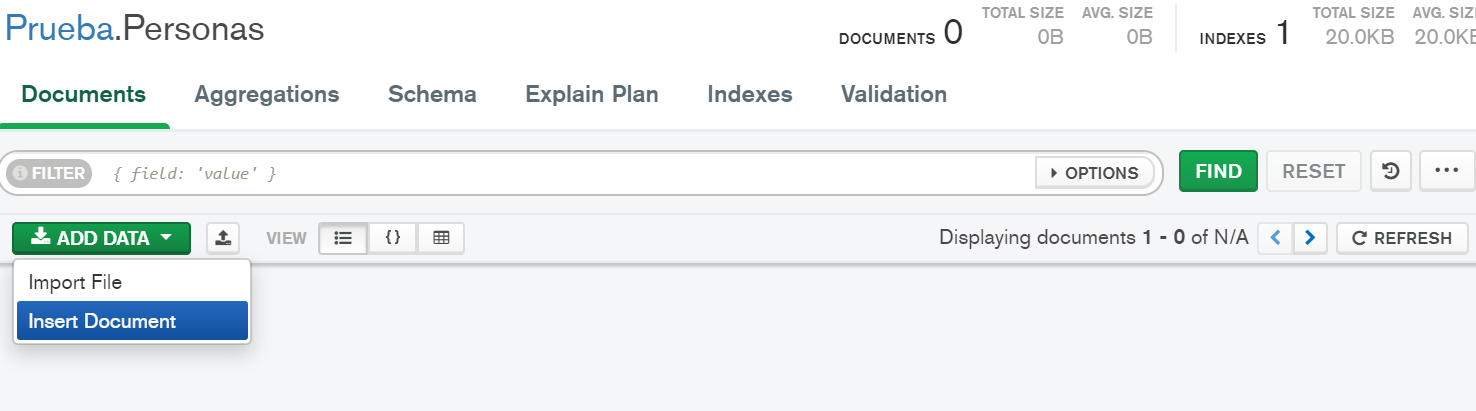 Prueba.Personas
DOCUMENTS 0 TOTAL SIZE 0B AVG. SIZE 0B INDEXES 1 TOTAL SIZE 20.0KB AVG. SIZ 20.0KE
Documents Aggregations Schema Explain Plan Indexes Validation
FILTER { field: 'value' } OPTIONS FIND RESET
ADD DATA VIEW {} Displaying documents 1 - 0 of N/A REFRESH
Import File
Insert Document